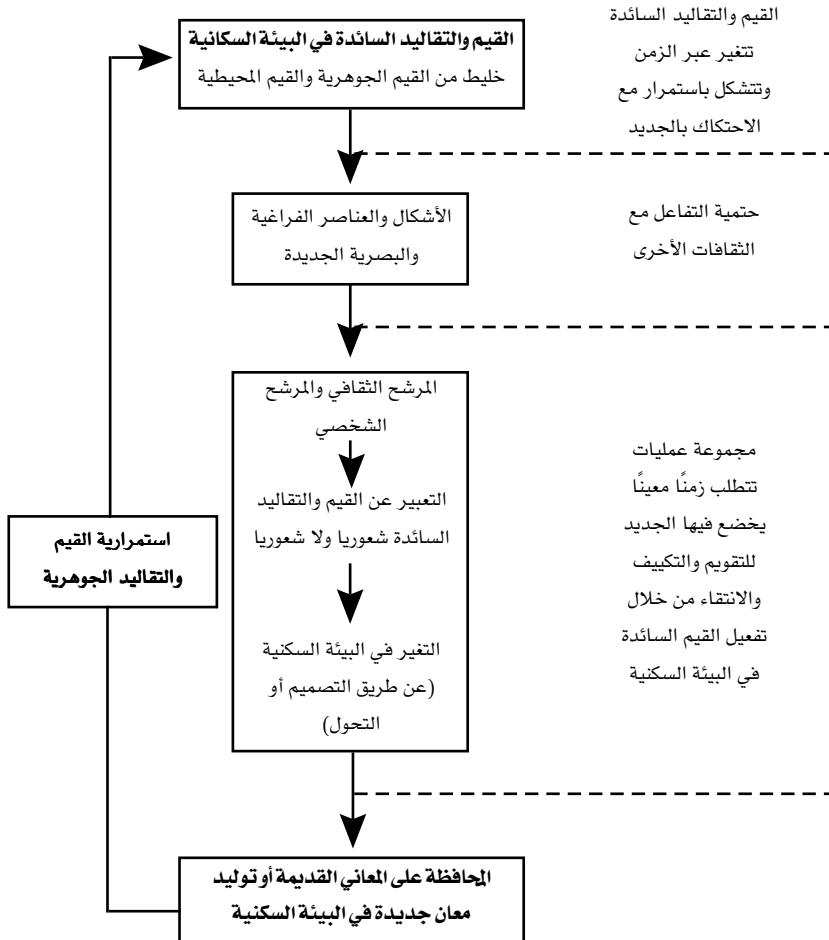 القيم والتقاليد السائدة في البيئة السكانية
خليط من القيم الجوهرية والقيم المحيطية
القيم والتقاليد السائدة
تتغير عبر الزمن
وتتشكل باستمرار مع
الاحتكاك بالجديد
الأشكال والعناصر الفراغية
والبصرية الجديدة
حتمية التفاعل مع
الثقافات الأخرى
المرشح الثقافي والمرشح
الشخصي
التعبير عن القيم والتقاليد
السائدة شعوريا ولا شعوريا
التغير في البيئة السكنية
(عن طريق التصميم أو
التحول)
مجموعة عمليات
تتطلب زمنًا معينًا
يخضع فيها الجديد
للتقويم والتكييف
والانتقاء من خلال
تفعيل القيم السائدة
في البيئة السكنية
استمرارية القيم
والتقاليد الجوهرية
المحافظة على المعاني القديمة أو توليد
معان جديدة في البيئة السكنية